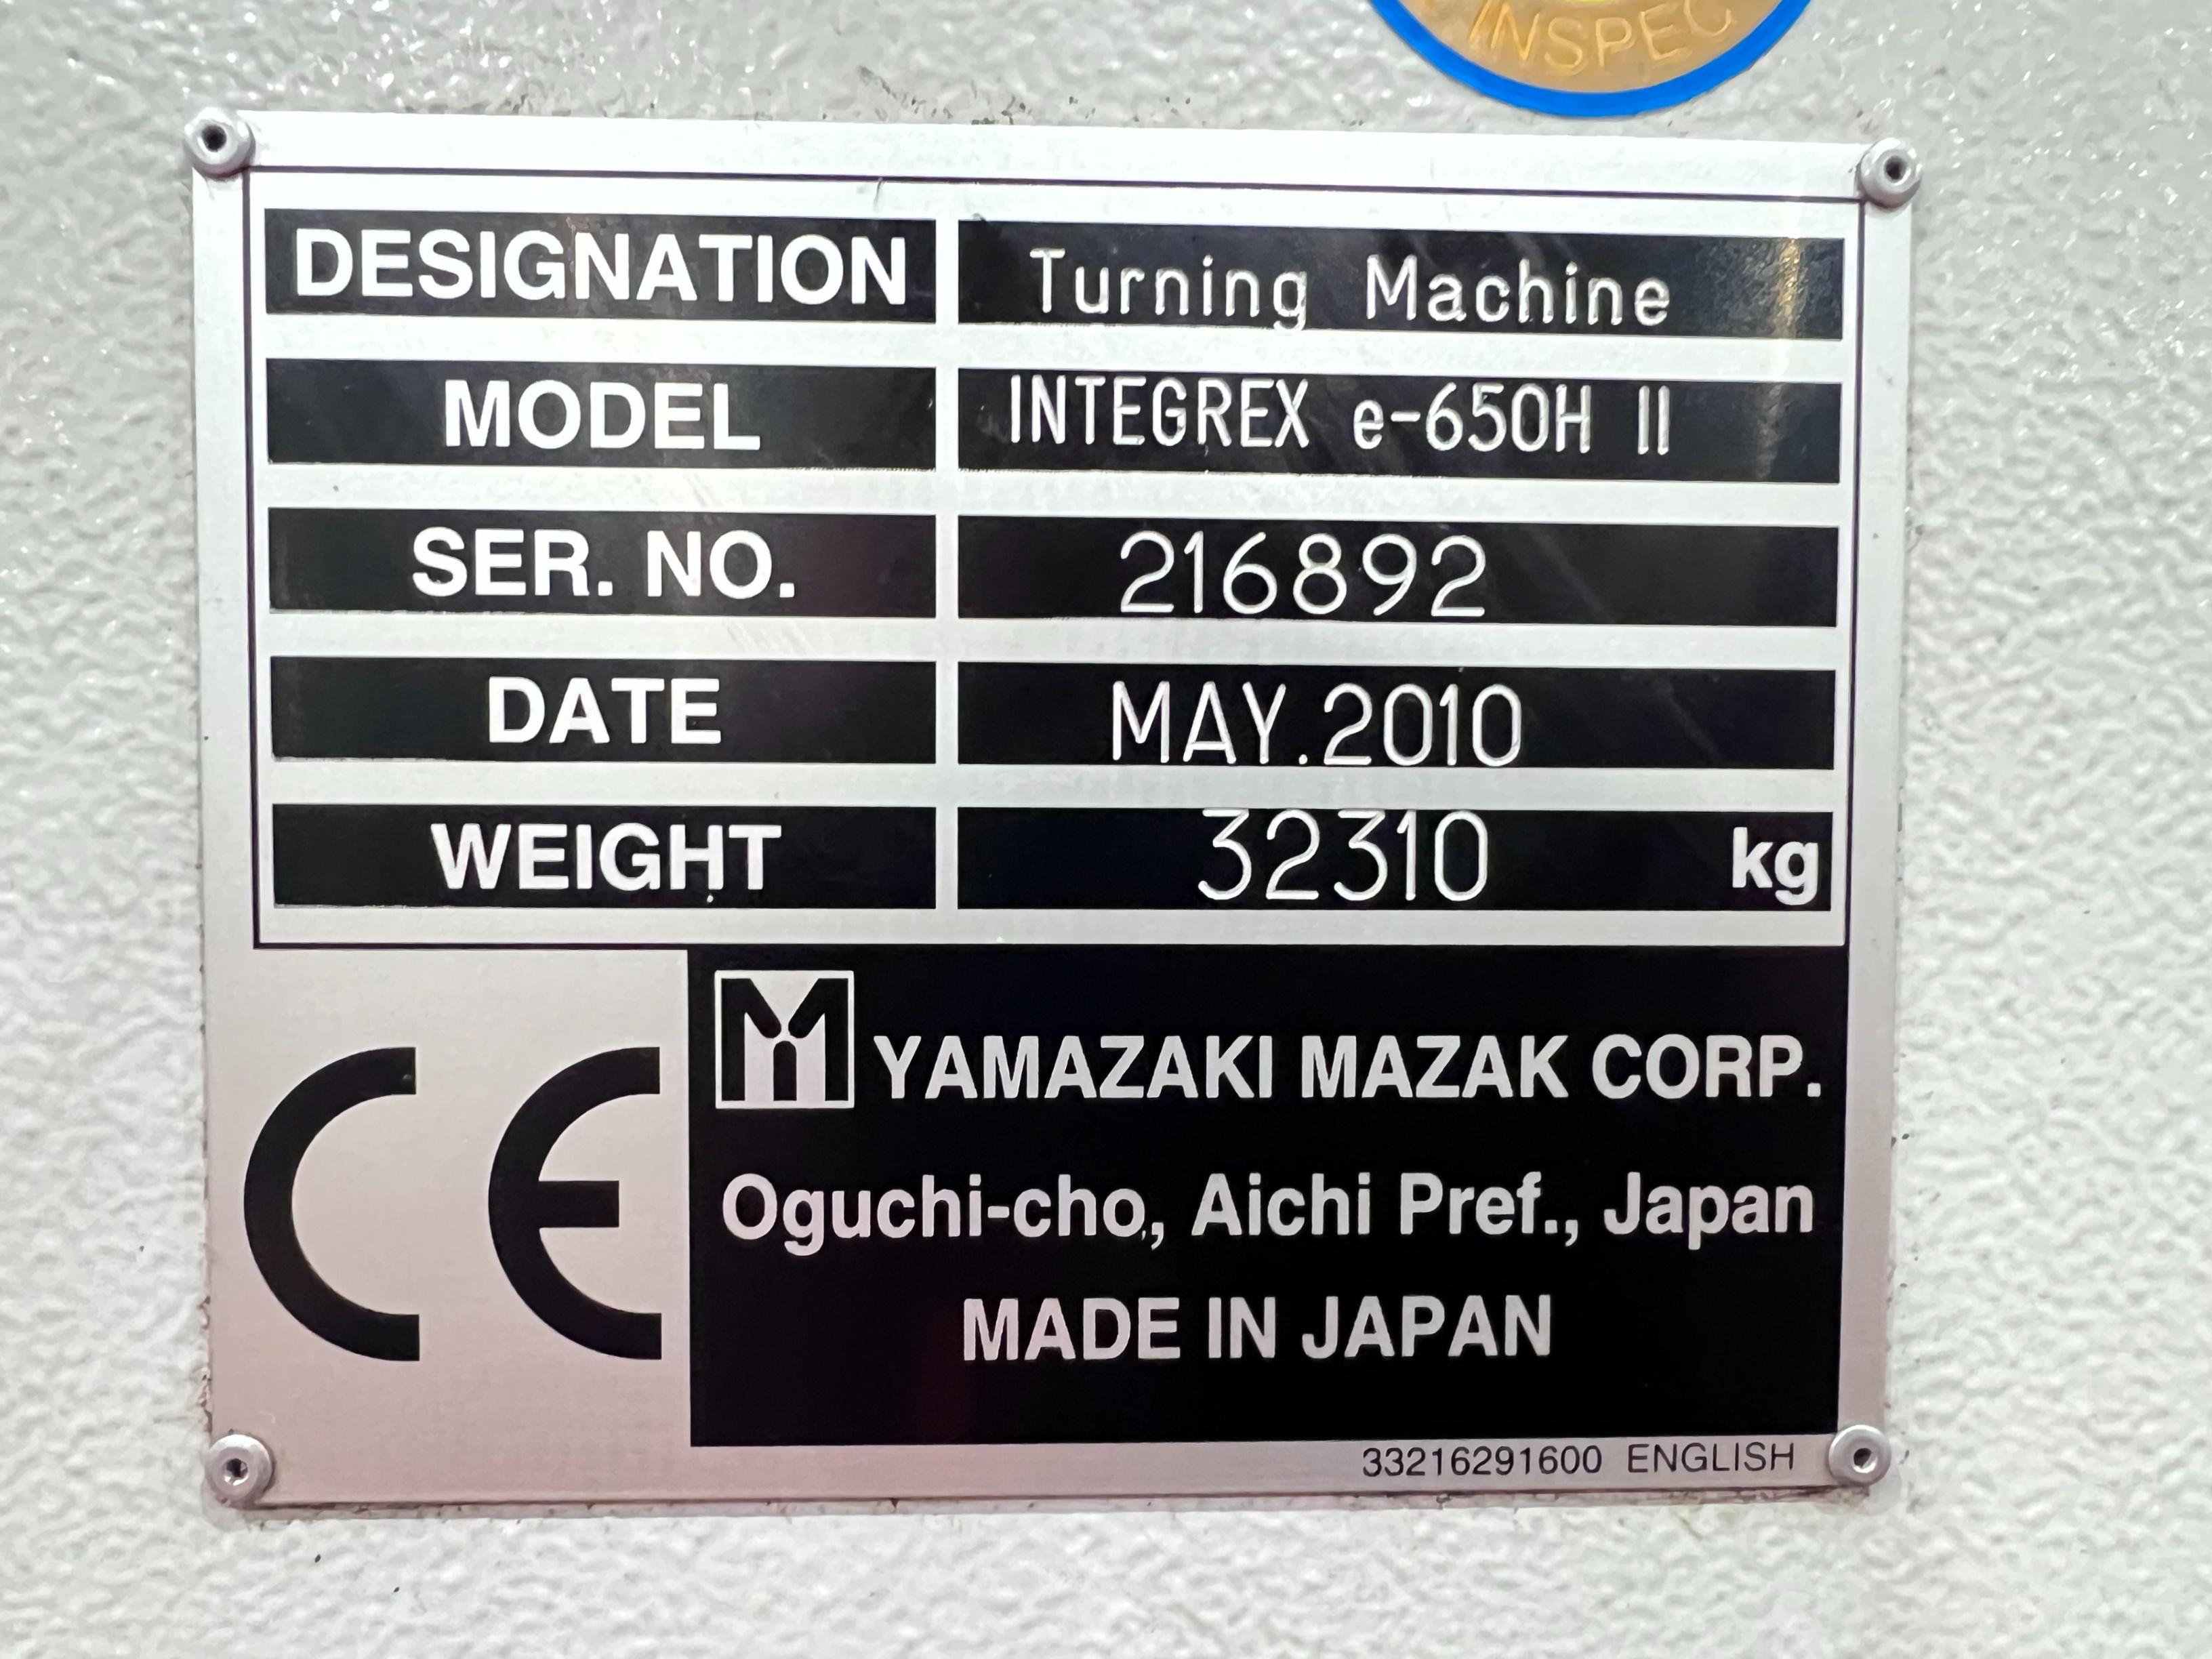 INSPEC
DESIGNATION Turning Machine
MODEL INTEGREX e-650H II
SER. NO. 216892
DATE MAY.2010
WEIGHT 32310 kg
CE
M YAMAZAKI MAZAK CORP.
Oguchi-cho, Aichi Pref., Japan
MADE IN JAPAN
33216291600 ENGLISH